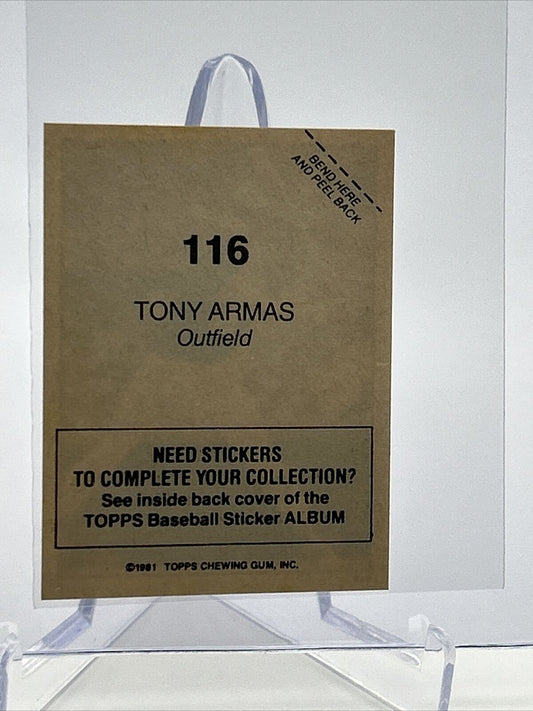 BEND HERE
AND PEEL BACK
116
TONY ARMAS
Outfield
NEED STICKERS
TO COMPLETE YOUR COLLECTION?
See inside back cover of the
TOPPS Baseball Sticker ALBUM
©1981 TOPPS CHEWING GUM, INC.